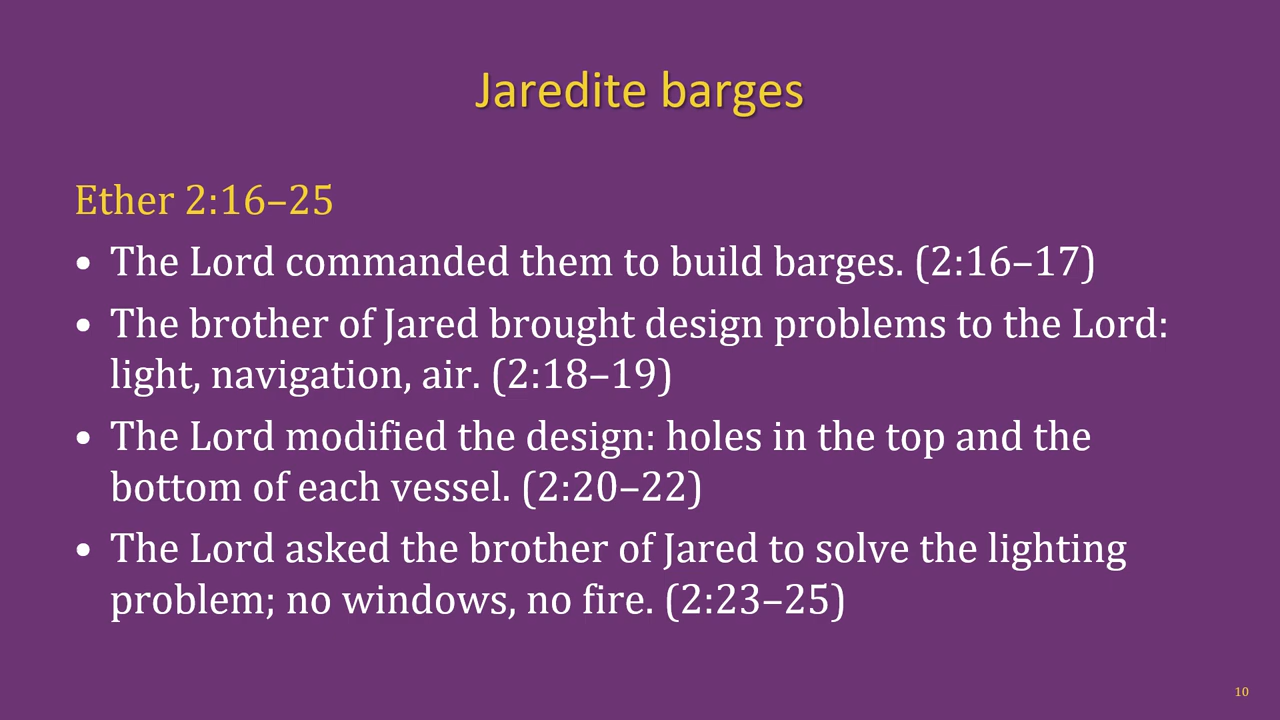 Jaredite barges
Ether 2:16–25
• The Lord commanded them to build barges. (2:16–17)
• The brother of Jared brought design problems to the Lord:
light, navigation, air. (2:18–19)
• The Lord modified the design: holes in the top and the
bottom of each vessel. (2:20–22)
• The Lord asked the brother of Jared to solve the lighting
problem; no windows, no fire. (2:23–25)
10